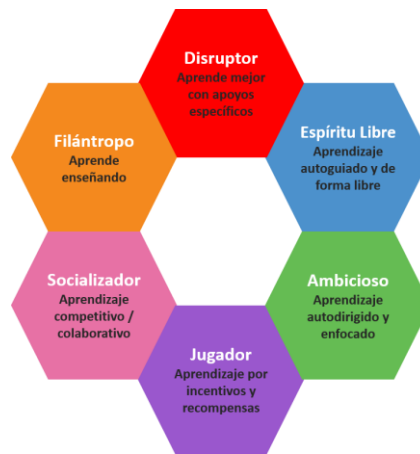 Disruptor
Aprende mejor
con apoyos
específicos
Filántropo
Aprende
enseñando
Espíritu Libre
Aprendizaje
autoguiado y de
forma libre
Socializador
Aprendizaje
competitivo /
colaborativo
Ambicioso
Aprendizaje
autodirigido y
enfocado
Jugador
Aprendizaje por
incentivos y
recompensas